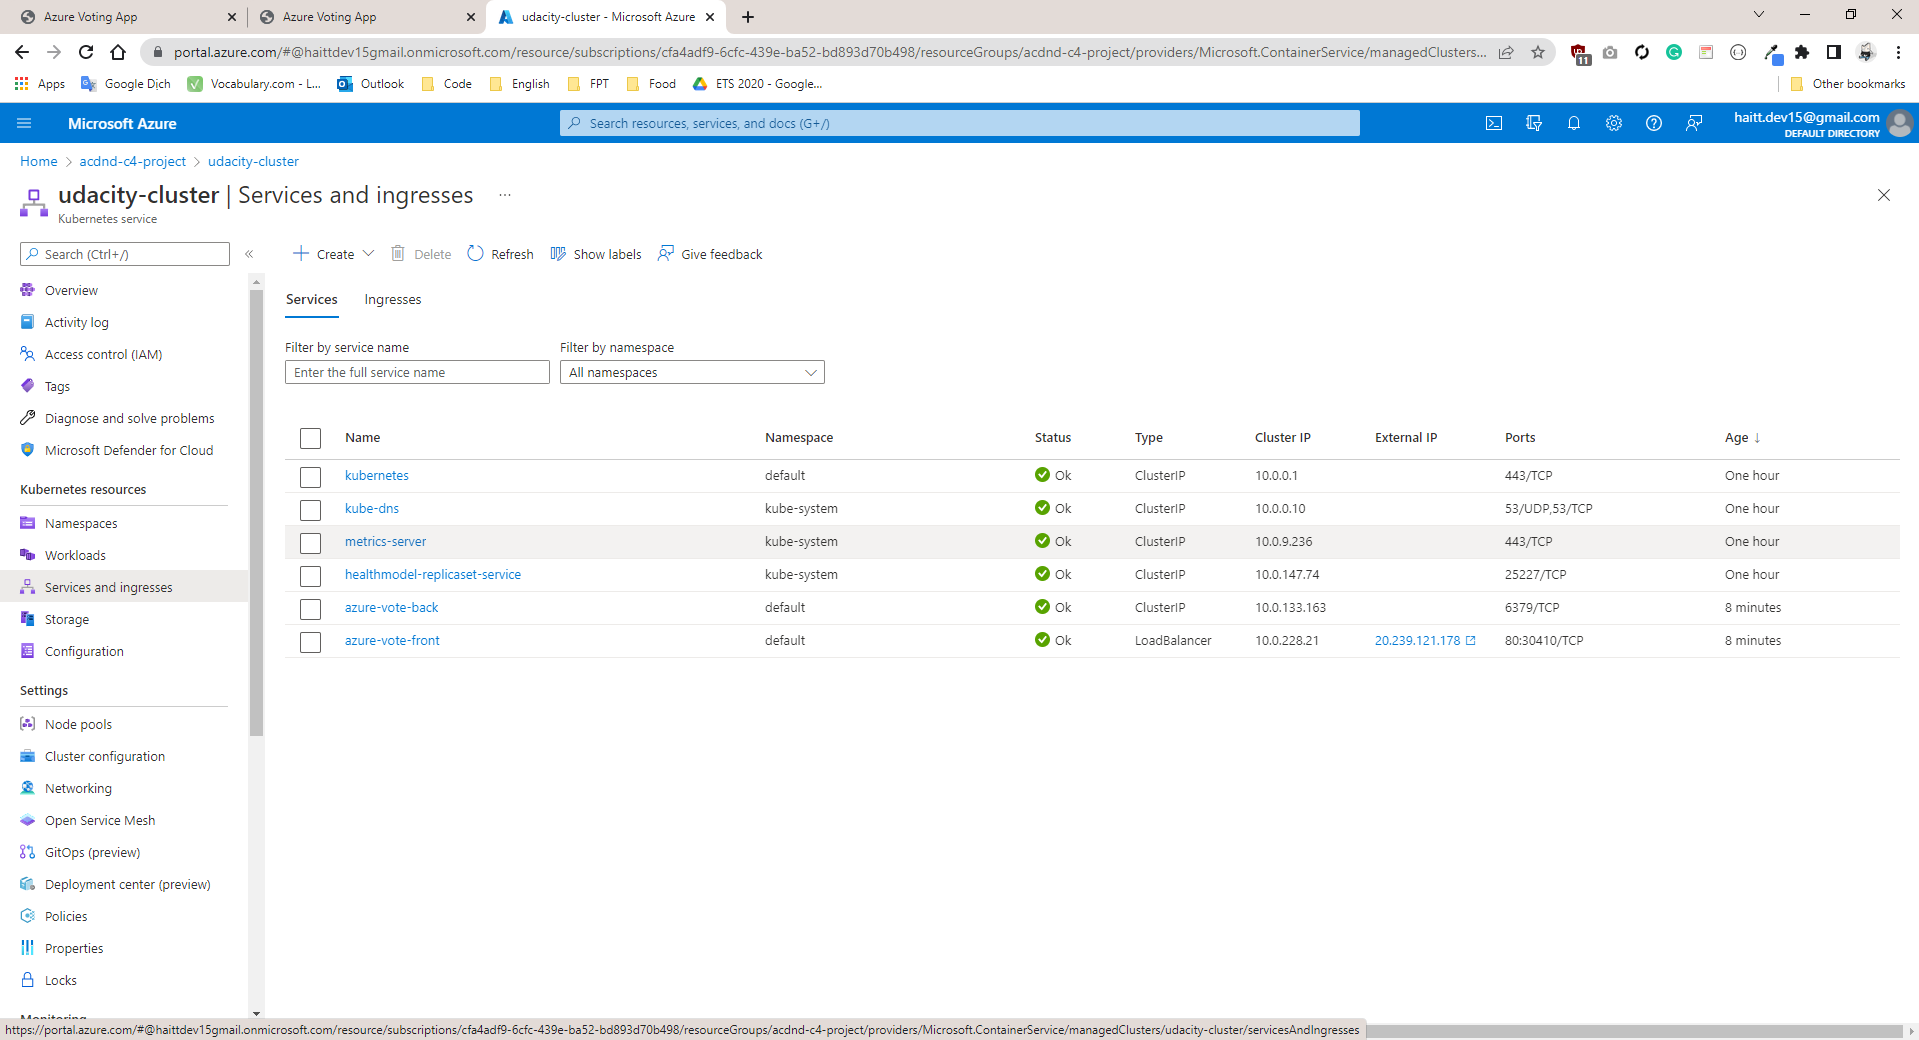 Azure Voting App
Azure Voting App
udacity-cluster - Microsoft Azure
portal.azure.com/#@haittdev15gmail.onmicrosoft.com/resource/subscriptions/cfa4adf9-6cfc-439e-ba52-bd893d70b498/resourceGroups/acdnd-c4-project/providers/Microsoft.ContainerService/managedClusters...
11
Apps
Google Dịch
Vocabulary.com - L...
Outlook
Code
English
FPT
Food
ETS 2020 - Google...
Other bookmarks
Microsoft Azure
Search resources, services, and docs (G+/)
haitt.dev15@gmail.com
DEFAULT DIRECTORY
Home > acdnd-c4-project > udacity-cluster
udacity-cluster | Services and ingresses ...
Kubernetes service
Search (Ctrl+/)
Overview
Activity log
Access control (IAM)
Tags
Diagnose and solve problems
Microsoft Defender for Cloud
Kubernetes resources
Namespaces
Workloads
Services and ingresses
Storage
Configuration
Settings
Node pools
Cluster configuration
Networking
Open Service Mesh
GitOps (preview)
Deployment center (preview)
Policies
Properties
Locks
Monitoring
Create
Delete
Refresh
Show labels
Give feedback
Services
Ingresses
Filter by service name
Filter by namespace
Enter the full service name
All namespaces
Name Namespace Status Type Cluster IP External IP Ports Age ↓
kubernetes default Ok ClusterIP 10.0.0.1 443/TCP One hour
kube-dns kube-system Ok ClusterIP 10.0.0.10 53/UDP,53/TCP One hour
metrics-server kube-system Ok ClusterIP 10.0.9.236 443/TCP One hour
healthmodel-replicaset-service kube-system Ok ClusterIP 10.0.147.74 25227/TCP One hour
azure-vote-back default Ok ClusterIP 10.0.133.163 6379/TCP 8 minutes
azure-vote-front default Ok LoadBalancer 10.0.228.21 20.239.121.178 80:30410/TCP 8 minutes
https://portal.azure.com/#@haittdev15gmail.onmicrosoft.com/resource/subscriptions/cfa4adf9-6cfc-439e-ba52-bd893d70b498/resourceGroups/acdnd-c4-project/providers/Microsoft.ContainerService/managedClusters/udacity-cluster/servicesAndIngresses